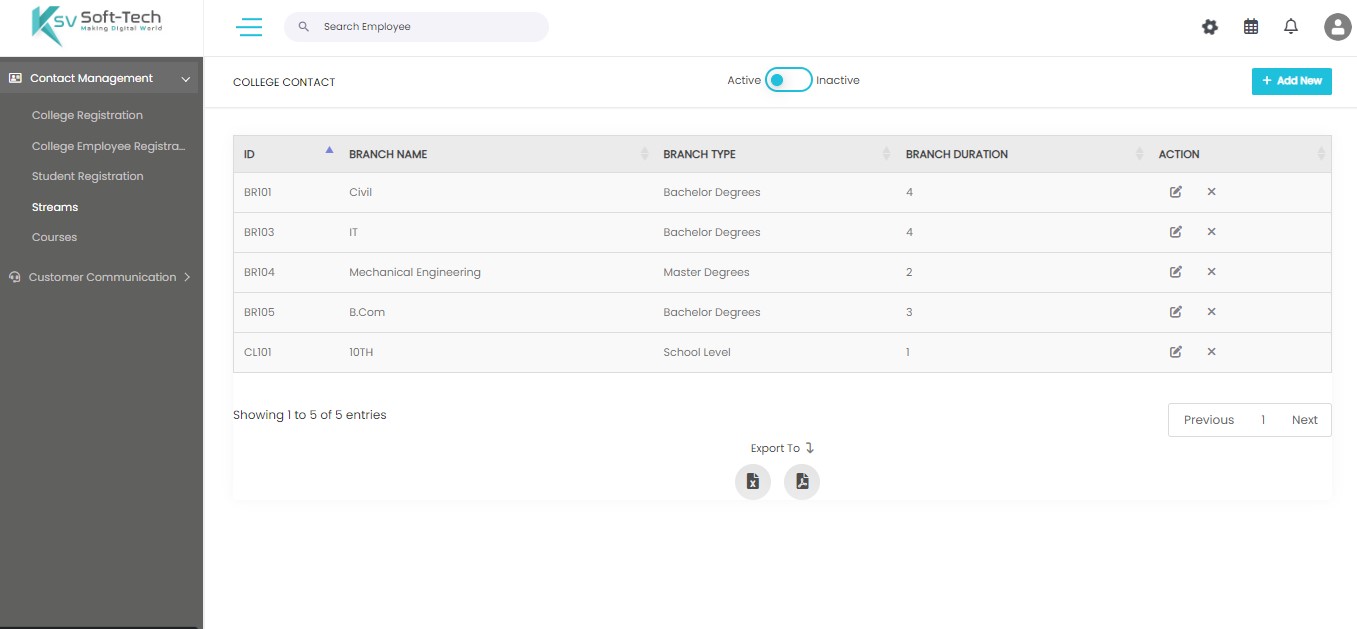 Ksv Soft-Tech
Making Digital World
Search Employee
Contact Management
College Registration
College Employee Registra...
Student Registration
Streams
Courses
Customer Communication
COLLEGE CONTACT
Active Inactive
+ Add New
ID BRANCH NAME BRANCH TYPE BRANCH DURATION ACTION
BR101 Civil Bachelor Degrees 4
BR103 IT Bachelor Degrees 4
BR104 Mechanical Engineering Master Degrees 2
BR105 B.Com Bachelor Degrees 3
CL101 10TH School Level 1
Showing 1 to 5 of 5 entries
Previous 1 Next
Export To